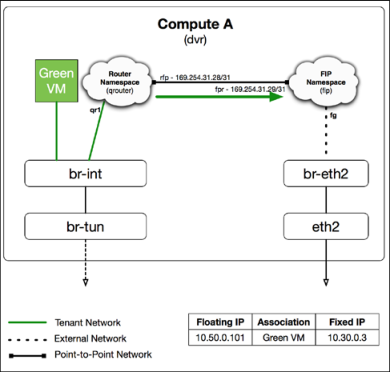 Compute A
(dvr)
Green
VM
Router
Namespace
(qrouter)
rfp - 169.254.31.28/31
fpr - 169.254.31.29/31
FIP
Namespace
(fip)
qr1
fg
br-int
br-eth2
br-tun
eth2
Tenant Network
External Network
Point-to-Point Network
Floating IP Association Fixed IP
10.50.0.101 Green VM 10.30.0.3